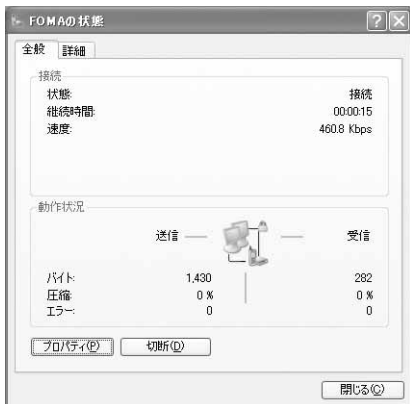 FOMAの状態
全般 詳細
接続
状態: 接続
継続時間: 00:00:15
速度: 460.8 Kbps
動作状況
送信 — — 受信
バイト: 1,430 282
圧縮: 0 % 0 %
エラー: 0 0
プロパティ(P) 切断(D)
閉じる(C)